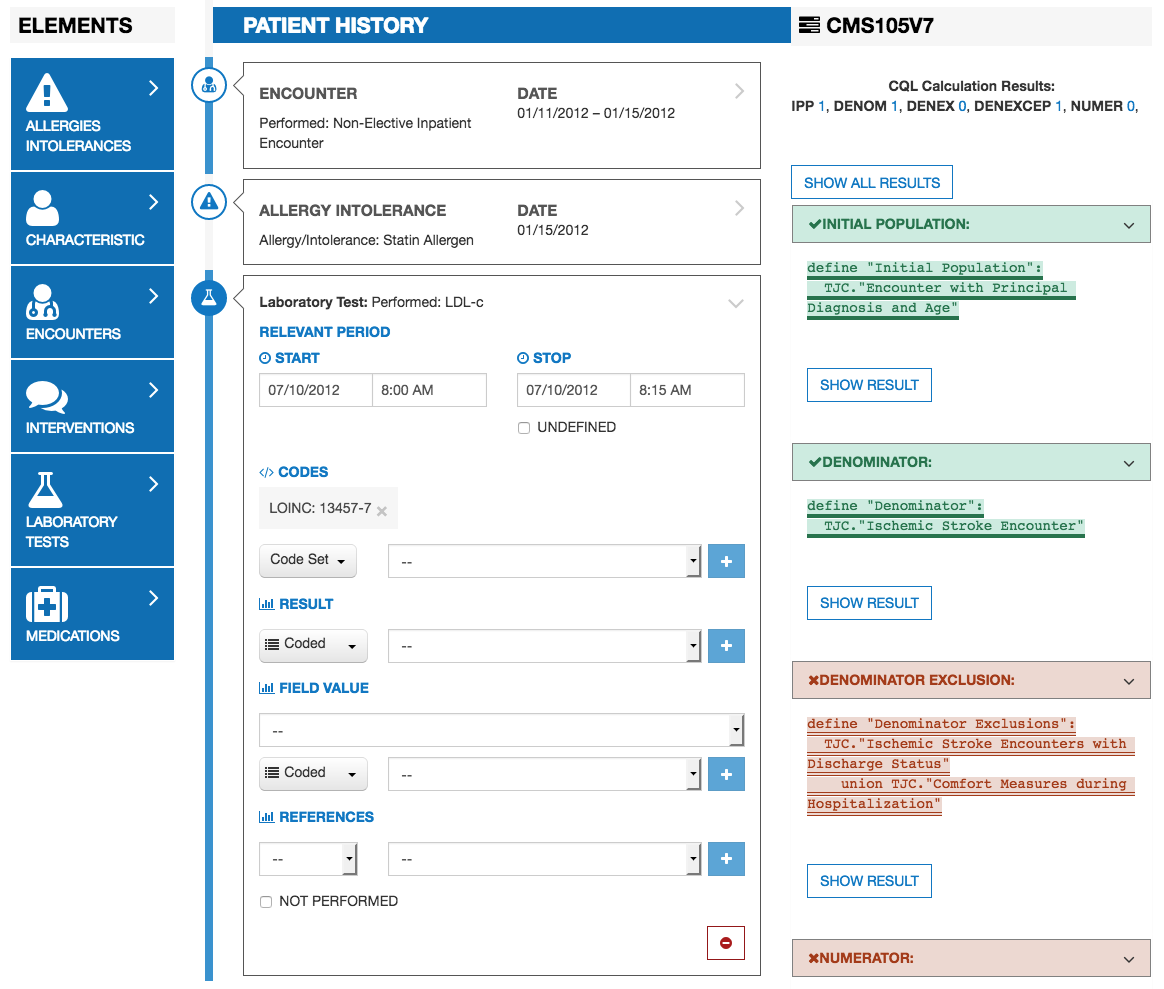 ELEMENTS
ALLERGIES
INTOLERANCES
CHARACTERISTIC
ENCOUNTERS
INTERVENTIONS
LABORATORY
TESTS
MEDICATIONS
PATIENT HISTORY
ENCOUNTER
Performed: Non-Elective Inpatient
Encounter
DATE
01/11/2012 – 01/15/2012
ALLERGY INTOLERANCE
Allergy/Intolerance: Statin Allergen
DATE
01/15/2012
Laboratory Test: Performed: LDL-c
RELEVANT PERIOD
START
07/10/2012 8:00 AM
STOP
07/10/2012 8:15 AM
UNDEFINED
</> CODES
LOINC: 13457-7 ×
Code Set -- +
RESULT
Coded -- +
FIELD VALUE
--
Coded -- +
REFERENCES
-- -- +
NOT PERFORMED
CMS105V7
CQL Calculation Results:
IPP 1, DENOM 1, DENEX 0, DENEXCEP 1, NUMER 0,
SHOW ALL RESULTS
✔INITIAL POPULATION:
define "Initial Population":
TJC."Encounter with Principal
Diagnosis and Age"
SHOW RESULT
✔DENOMINATOR:
define "Denominator":
TJC."Ischemic Stroke Encounter"
SHOW RESULT
✖DENOMINATOR EXCLUSION:
define "Denominator Exclusions":
TJC."Ischemic Stroke Encounters with
Discharge Status"
union TJC."Comfort Measures during
Hospitalization"
SHOW RESULT
✖NUMERATOR: